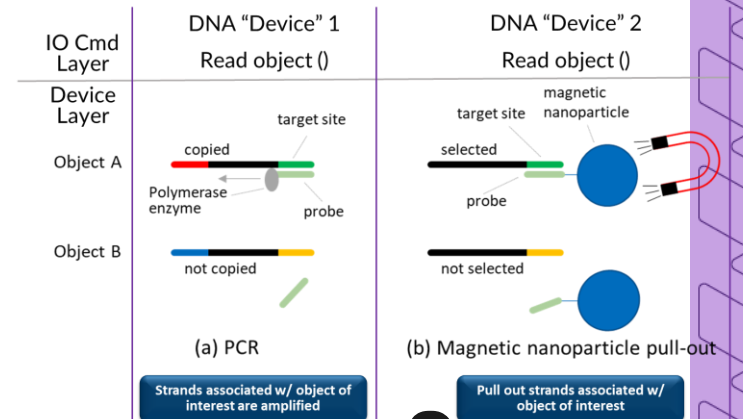 DNA “Device” 1
DNA “Device” 2
IO Cmd
Layer
Read object ()
Read object ()
Device
Layer
magnetic
nanoparticle
target site
target site
copied
selected
Object A
Polymerase
enzyme
probe
probe
Object B
not copied
not selected
(a) PCR
(b) Magnetic nanoparticle pull-out
Strands associated w/ object of
interest are amplified
Pull out strands associated w/
object of interest